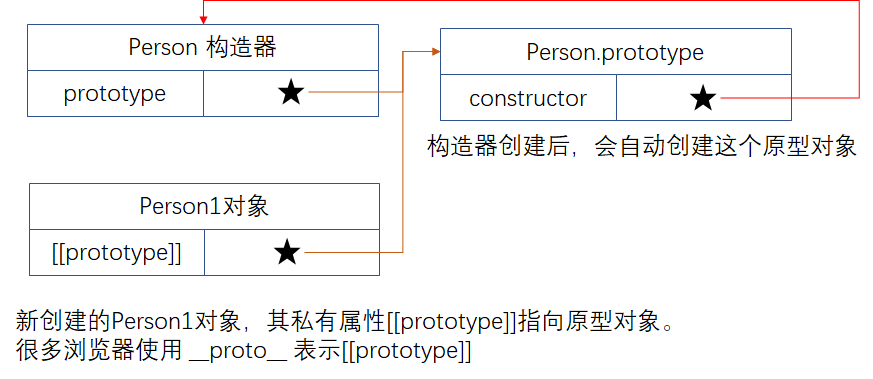 Person 构造器
prototype ★
Person.prototype
constructor ★
构造器创建后，会自动创建这个原型对象
Person1对象
[[prototype]] ★
新创建的Person1对象，其私有属性[[prototype]]指向原型对象。
很多浏览器使用 __proto__ 表示[[prototype]]